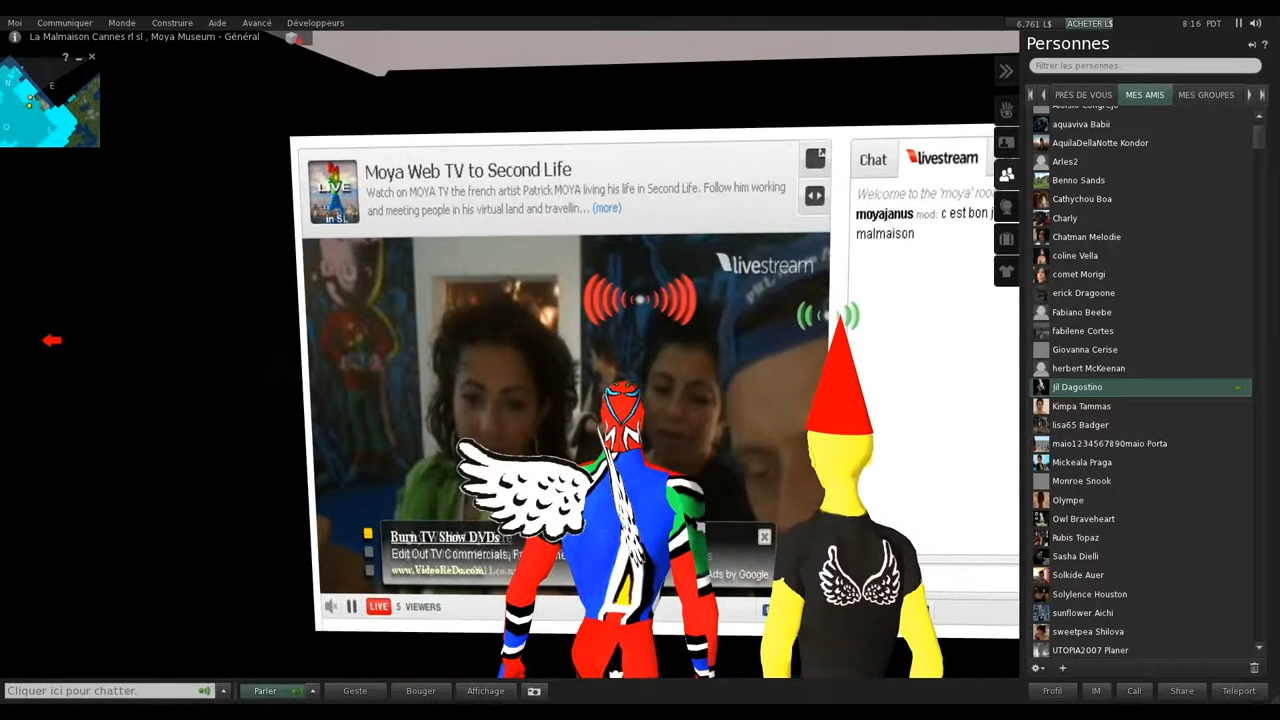 Moi Communiquer Monde Construire Aide Avancé Développeurs
6,761 L$ ACHETER L$ 8:16 PDT
La Malmaison Cannes rl sl , Moya Museum - Général
N E
O S
Moya Web TV to Second Life
Watch on MOYA TV the french artist Patrick MOYA living his life in Second Life. Follow him working
and meeting people in his virtual land and travellin... (more)
LIVE
in SL
livestream
Burn TV Show DVDs
Edit Out TV Commercials,
www.VideoReDo.com
Ads by Google
LIVE 5 VIEWERS
Chat livestream
Welcome to the 'moya' roo
moyajanus mod: c est bon
malmaison
Personnes
Filtrer les personnes
PRÈS DE VOUS MES AMIS MES GROUPES
Aloisio Congrejo
aquaviva Babii
AquilaDellaNotte Kondor
Arles2
Benno Sands
Cathychou Boa
Charly
Chatman Melodie
coline Vella
comet Morigi
erick Dragoone
Fabiano Beebe
fabilene Cortes
Giovanna Cerise
herbert McKeenan
Jil Dagostino
Kimpa Tammas
lisa65 Badger
maio1234567890maio Porta
Mickeala Praga
Monroe Snook
Olympe
Owl Braveheart
Rubis Topaz
Sasha Dielli
Solkide Auer
Solylence Houston
sunflower Aichi
sweetpea Shilova
UTOPIA2007 Planer
Cliquer ici pour chatter. Parler Geste Bouger Affichage
Profil IM Call Share Teleport